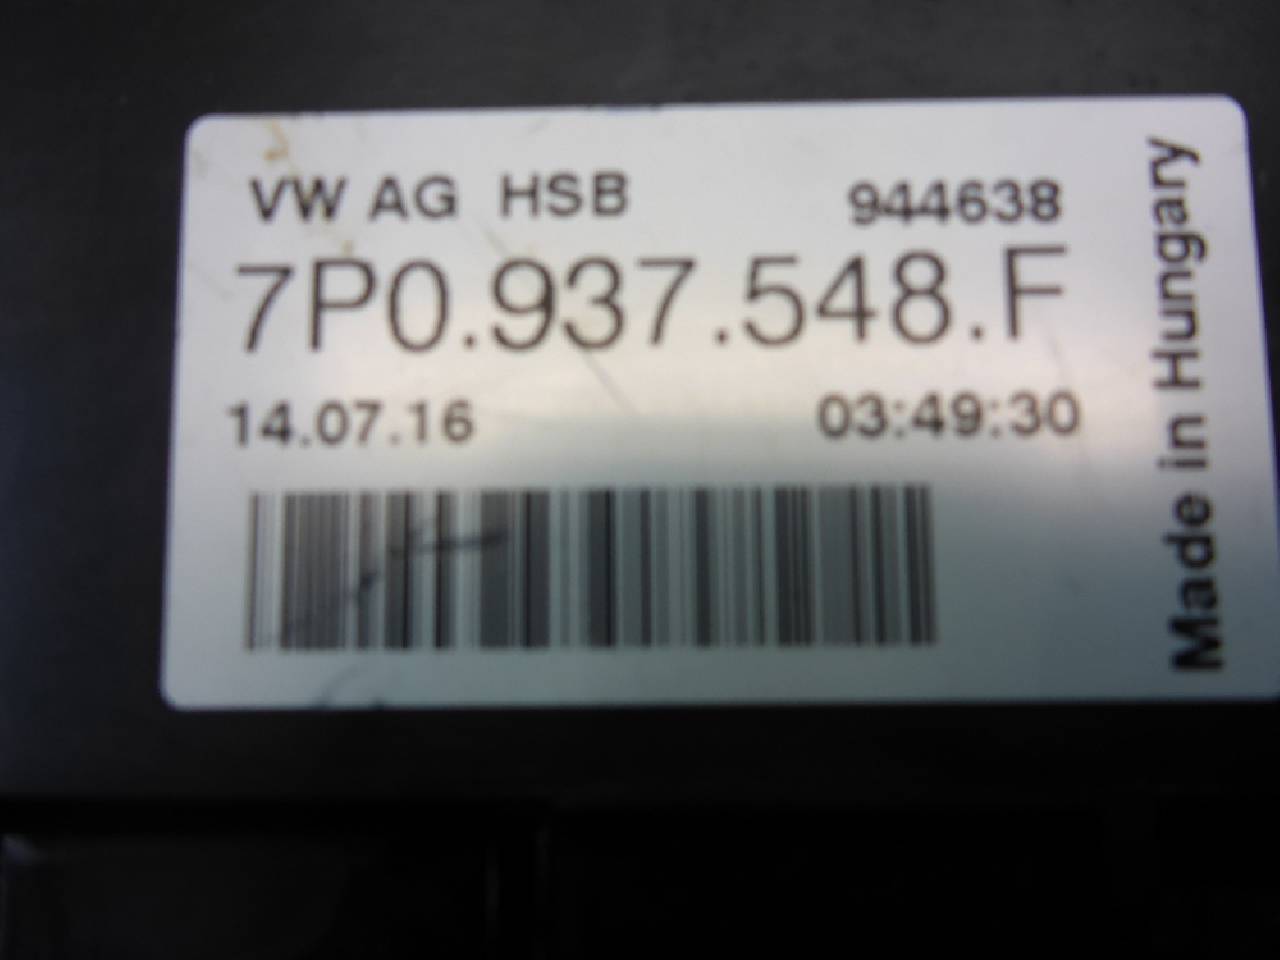 VW AG HSB 944638
7P0.937.548.F
14.07.16 03:49:30
Made in Hungary